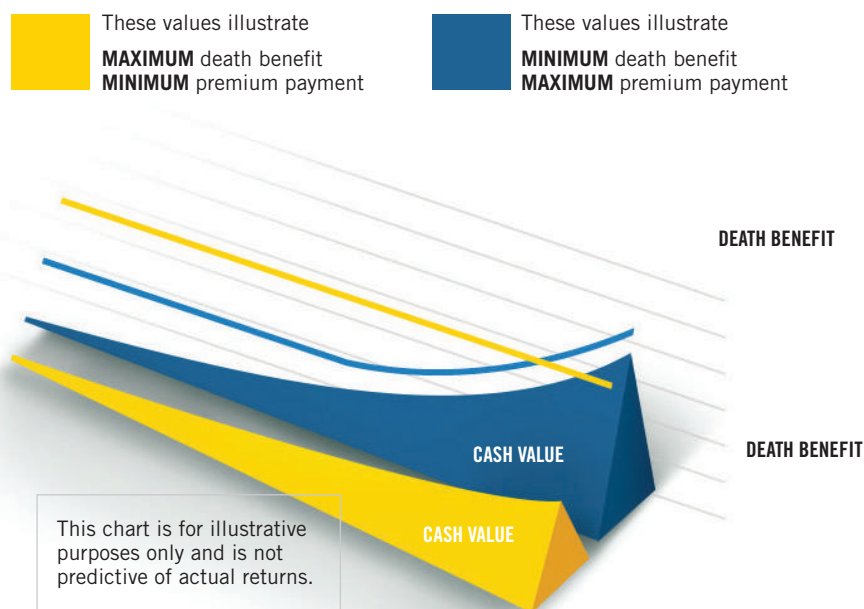 These values illustrate
MAXIMUM death benefit
MINIMUM premium payment
These values illustrate
MINIMUM death benefit
MAXIMUM premium payment
DEATH BENEFIT
DEATH BENEFIT
CASH VALUE
CASH VALUE
This chart is for illustrative
purposes only and is not
predictive of actual returns.